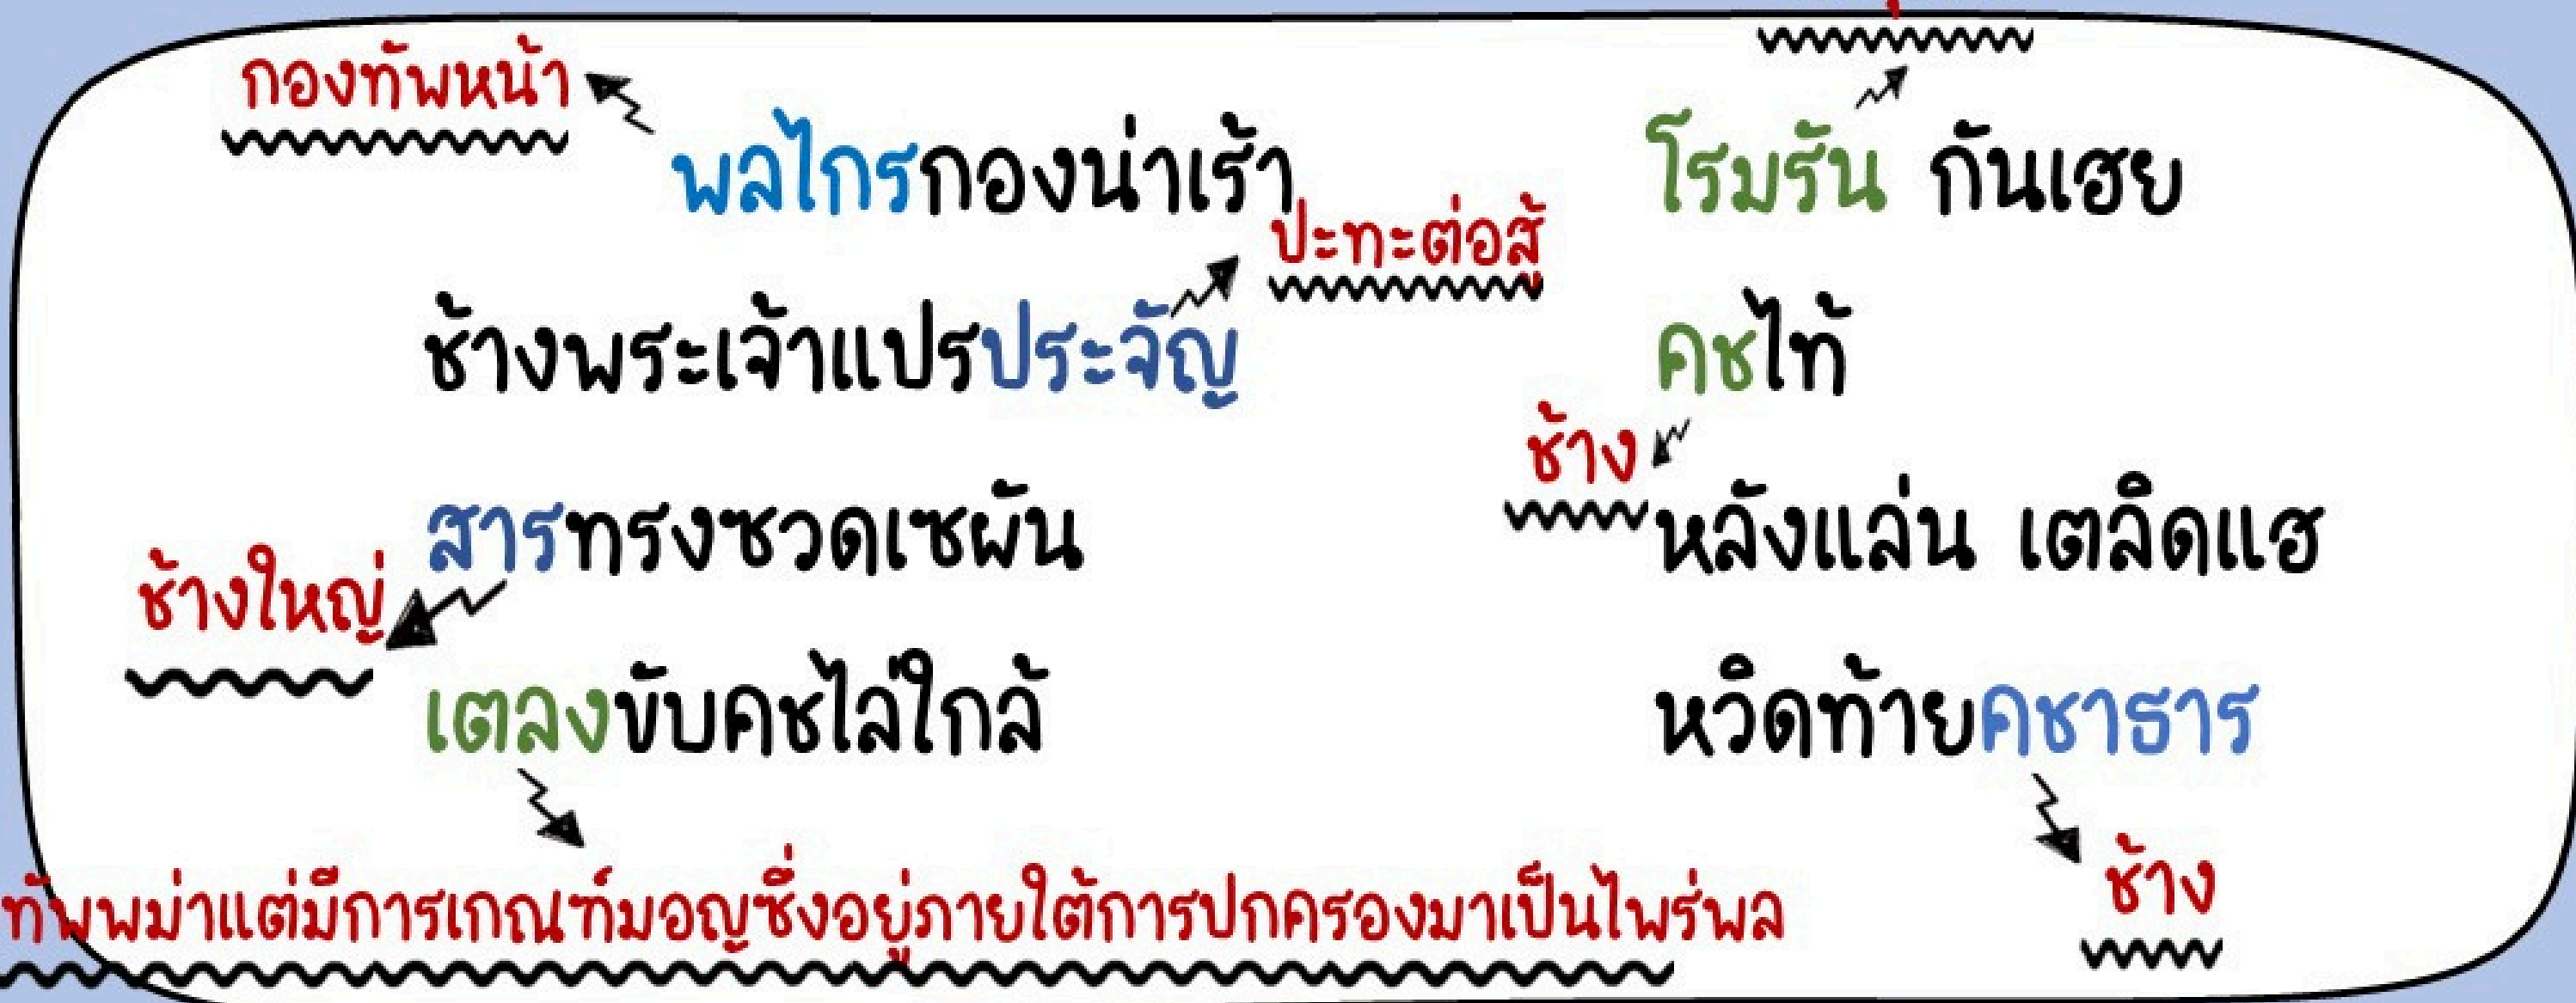 กองทัพหน้า
พลไกรกองน่าเร้า โรมรัน กันเฮย
ปะทะต่อสู้
ช้างพระเจ้าแปรประจัญ คชไท้
ช้าง
สารทรงซวดเซผัน หลังแล่น เตลิดแฮ
ช้างใหญ่
เตลงขับคชไล่ใกล้ หวิดท้ายคชาธาร
ช้าง
ทัพพม่าแต่มีการเกณฑ์มอญซึ่งอยู่ภายใต้การปกครองมาเป็นไพร่พล